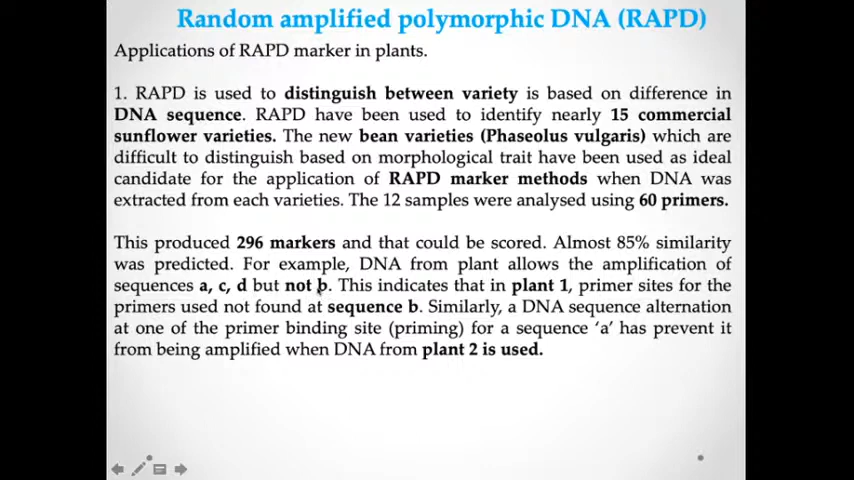 Random amplified polymorphic DNA (RAPD)
Applications of RAPD marker in plants.
1. RAPD is used to distinguish between variety is based on difference in
DNA sequence. RAPD have been used to identify nearly 15 commercial
sunflower varieties. The new bean varieties (Phaseolus vulgaris) which are
difficult to distinguish based on morphological trait have been used as ideal
candidate for the application of RAPD marker methods when DNA was
extracted from each varieties. The 12 samples were analysed using 60 primers.
This produced 296 markers and that could be scored. Almost 85% similarity
was predicted. For example, DNA from plant allows the amplification of
sequences a, c, d but not b. This indicates that in plant 1, primer sites for the
primers used not found at sequence b. Similarly, a DNA sequence alternation
at one of the primer binding site (priming) for a sequence ‘a’ has prevent it
from being amplified when DNA from plant 2 is used.